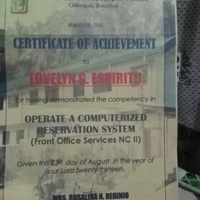 Awards this
CERTIFICATE OF ACHIEVEMENT
to
LOVELYN G. ESPIRITU
for having demonstrated the competency in
OPERATE A COMPUTERIZED
RESERVATION SYSTEM
(Front Office Services NC II)
Given this 23rd day of August in the year of
our Lord twenty thirteen.
MRS. ROSALINA R. REGINIO